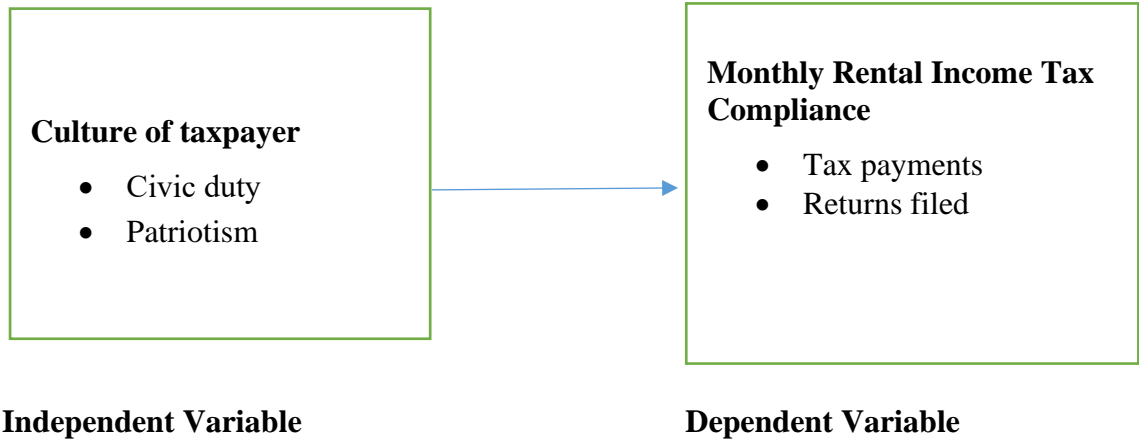 Culture of taxpayer
• Civic duty
• Patriotism
Monthly Rental Income Tax
Compliance
• Tax payments
• Returns filed
Independent Variable
Dependent Variable